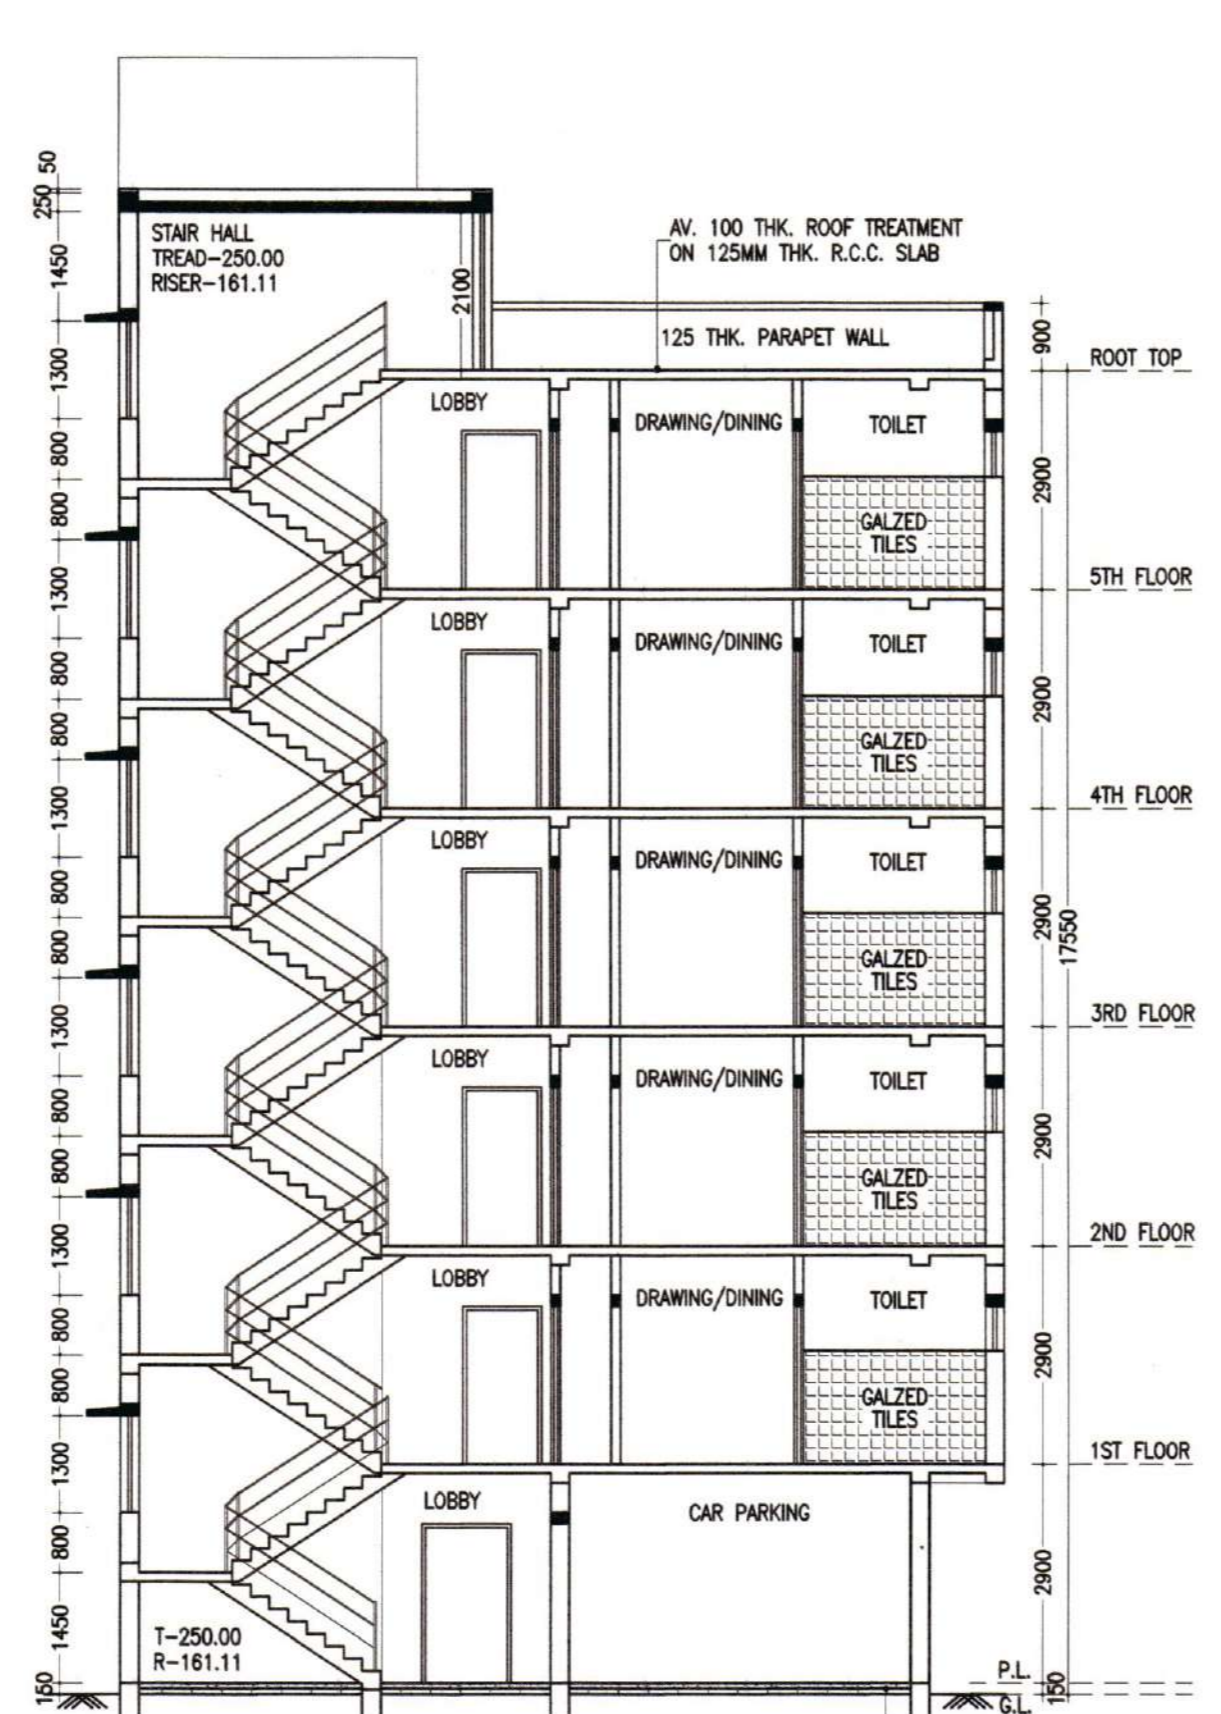 50
250
1450
1300
800
800
1300
800
800
1300
800
800
1300
800
800
1300
800
800
1300
800
1450
150
STAIR HALL
TREAD-250.00
RISER-161.11
2100
AV. 100 THK. ROOF TREATMENT
ON 125MM THK. R.C.C. SLAB
125 THK. PARAPET WALL
900
ROOT TOP
LOBBY
DRAWING/DINING
TOILET
GALZED
TILES
2900
5TH FLOOR
LOBBY
DRAWING/DINING
TOILET
GALZED
TILES
2900
4TH FLOOR
LOBBY
DRAWING/DINING
TOILET
GALZED
TILES
2900
17550
3RD FLOOR
LOBBY
DRAWING/DINING
TOILET
GALZED
TILES
2900
2ND FLOOR
LOBBY
DRAWING/DINING
TOILET
GALZED
TILES
2900
1ST FLOOR
LOBBY
CAR PARKING
2900
T-250.00
R-161.11
P.L.
150
G.L.